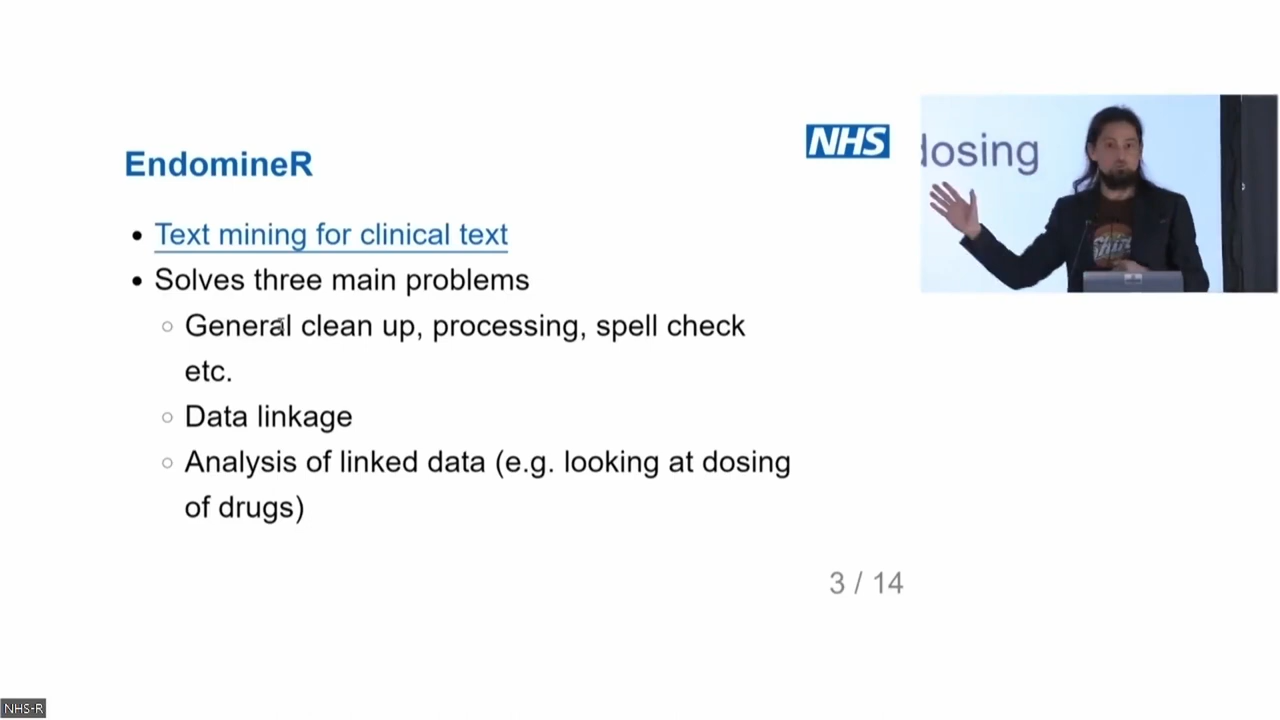 EndomineR
NHS
Text mining for clinical text
Solves three main problems
General clean up, processing, spell check
etc.
Data linkage
Analysis of linked data (e.g. looking at dosing
of drugs)
3 / 14
dosing
NHS-R